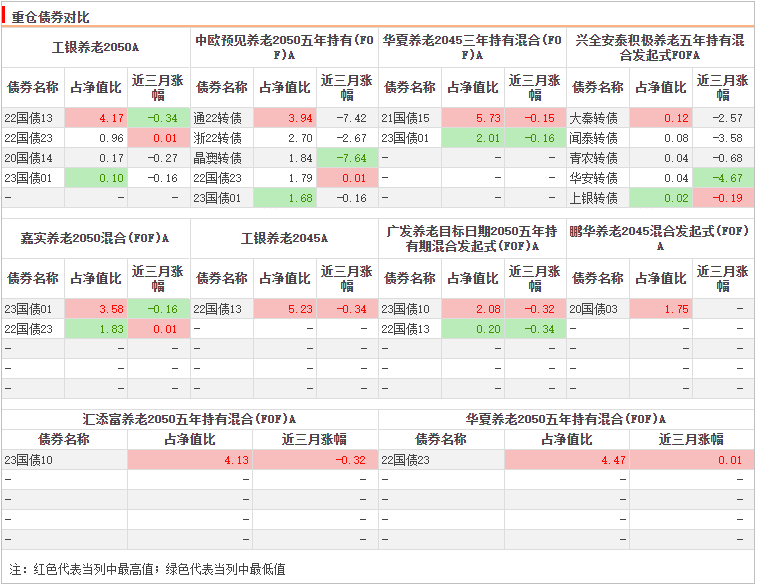 重仓债券对比
工银养老2050A 中欧预见养老2050五年持有(FOF)A 华夏养老2045三年持有混合(FOF)A 兴全安泰积极养老五年持有混合发起式FOFA
债券名称 占净值比 近三月涨幅 债券名称 占净值比 近三月涨幅 债券名称 占净值比 近三月涨幅 债券名称 占净值比 近三月涨幅
22国债13 4.17 -0.34 通22转债 3.94 -7.42 21国债15 5.73 -0.15 大秦转债 0.12 -2.57
22国债23 0.96 0.01 浙22转债 2.70 -2.67 23国债01 2.01 -0.16 闻泰转债 0.08 -3.58
20国债14 0.17 -0.27 晶澳转债 1.84 -7.64 - - - 青农转债 0.04 -0.68
23国债01 0.10 -0.16 22国债23 1.79 0.01 - - - 华安转债 0.04 -4.67
- - - 23国债01 1.68 -0.16 - - - 上银转债 0.02 -0.19
嘉实养老2050混合(FOF)A 工银养老2045A 广发养老目标日期2050五年持有期混合发起式(FOF)A 鹏华养老2045混合发起式(FOF)A
债券名称 占净值比 近三月涨幅 债券名称 占净值比 近三月涨幅 债券名称 占净值比 近三月涨幅 债券名称 占净值比 近三月涨幅
23国债01 3.58 -0.16 22国债13 5.23 -0.34 23国债10 2.08 -0.32 20国债03 1.75 -
22国债23 1.83 0.01 - - - 22国债13 0.20 -0.34 - - -
- - - - - - - - - - - -
- - - - - - - - - - - -
- - - - - - - - - - - -
汇添富养老2050五年持有混合(FOF)A 华夏养老2050五年持有混合(FOF)A
债券名称 占净值比 近三月涨幅 债券名称 占净值比 近三月涨幅
23国债10 4.13 -0.32 22国债23 4.47 0.01
- - - - - -
- - - - - -
- - - - - -
- - - - - -
注: 红色代表当列中最高值; 绿色代表当列中最低值